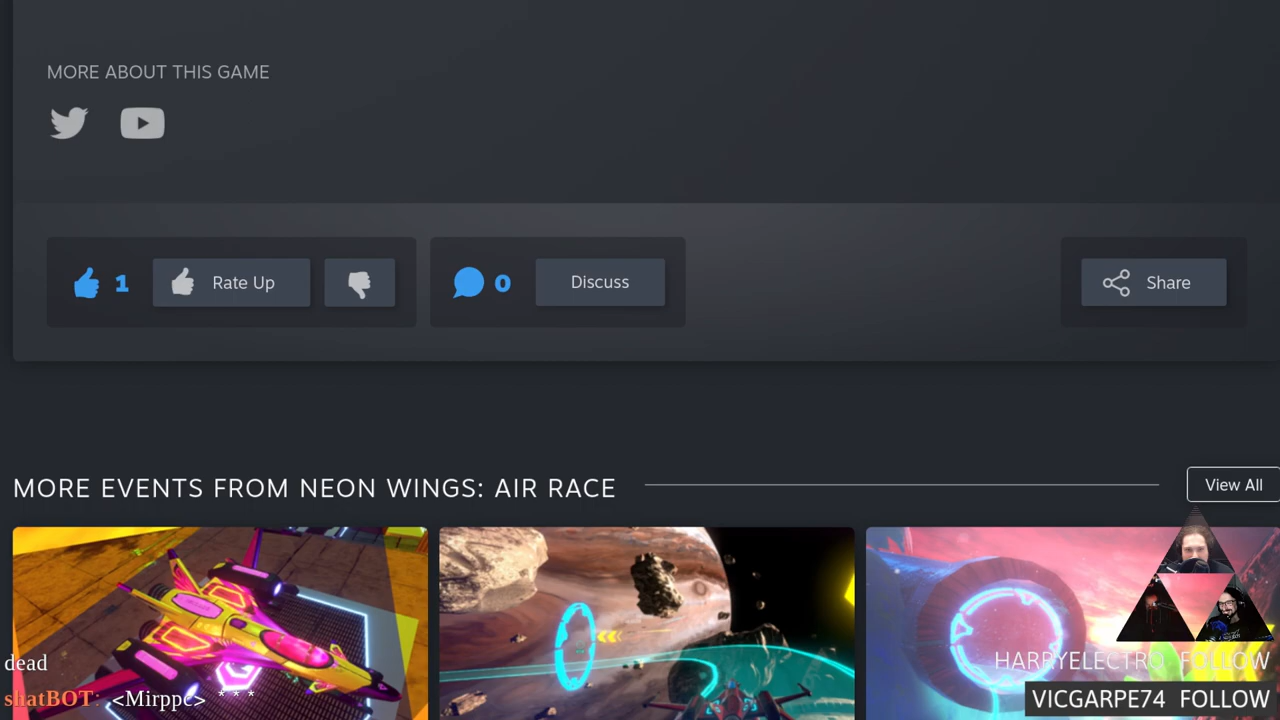 MORE ABOUT THIS GAME
1 Rate Up 0 Discuss Share
MORE EVENTS FROM NEON WINGS: AIR RACE View All
dead
HARRYELECTRO FOLLOW
shatBOT: <Mirppc> * * *
VICGARPE74 FOLLOW